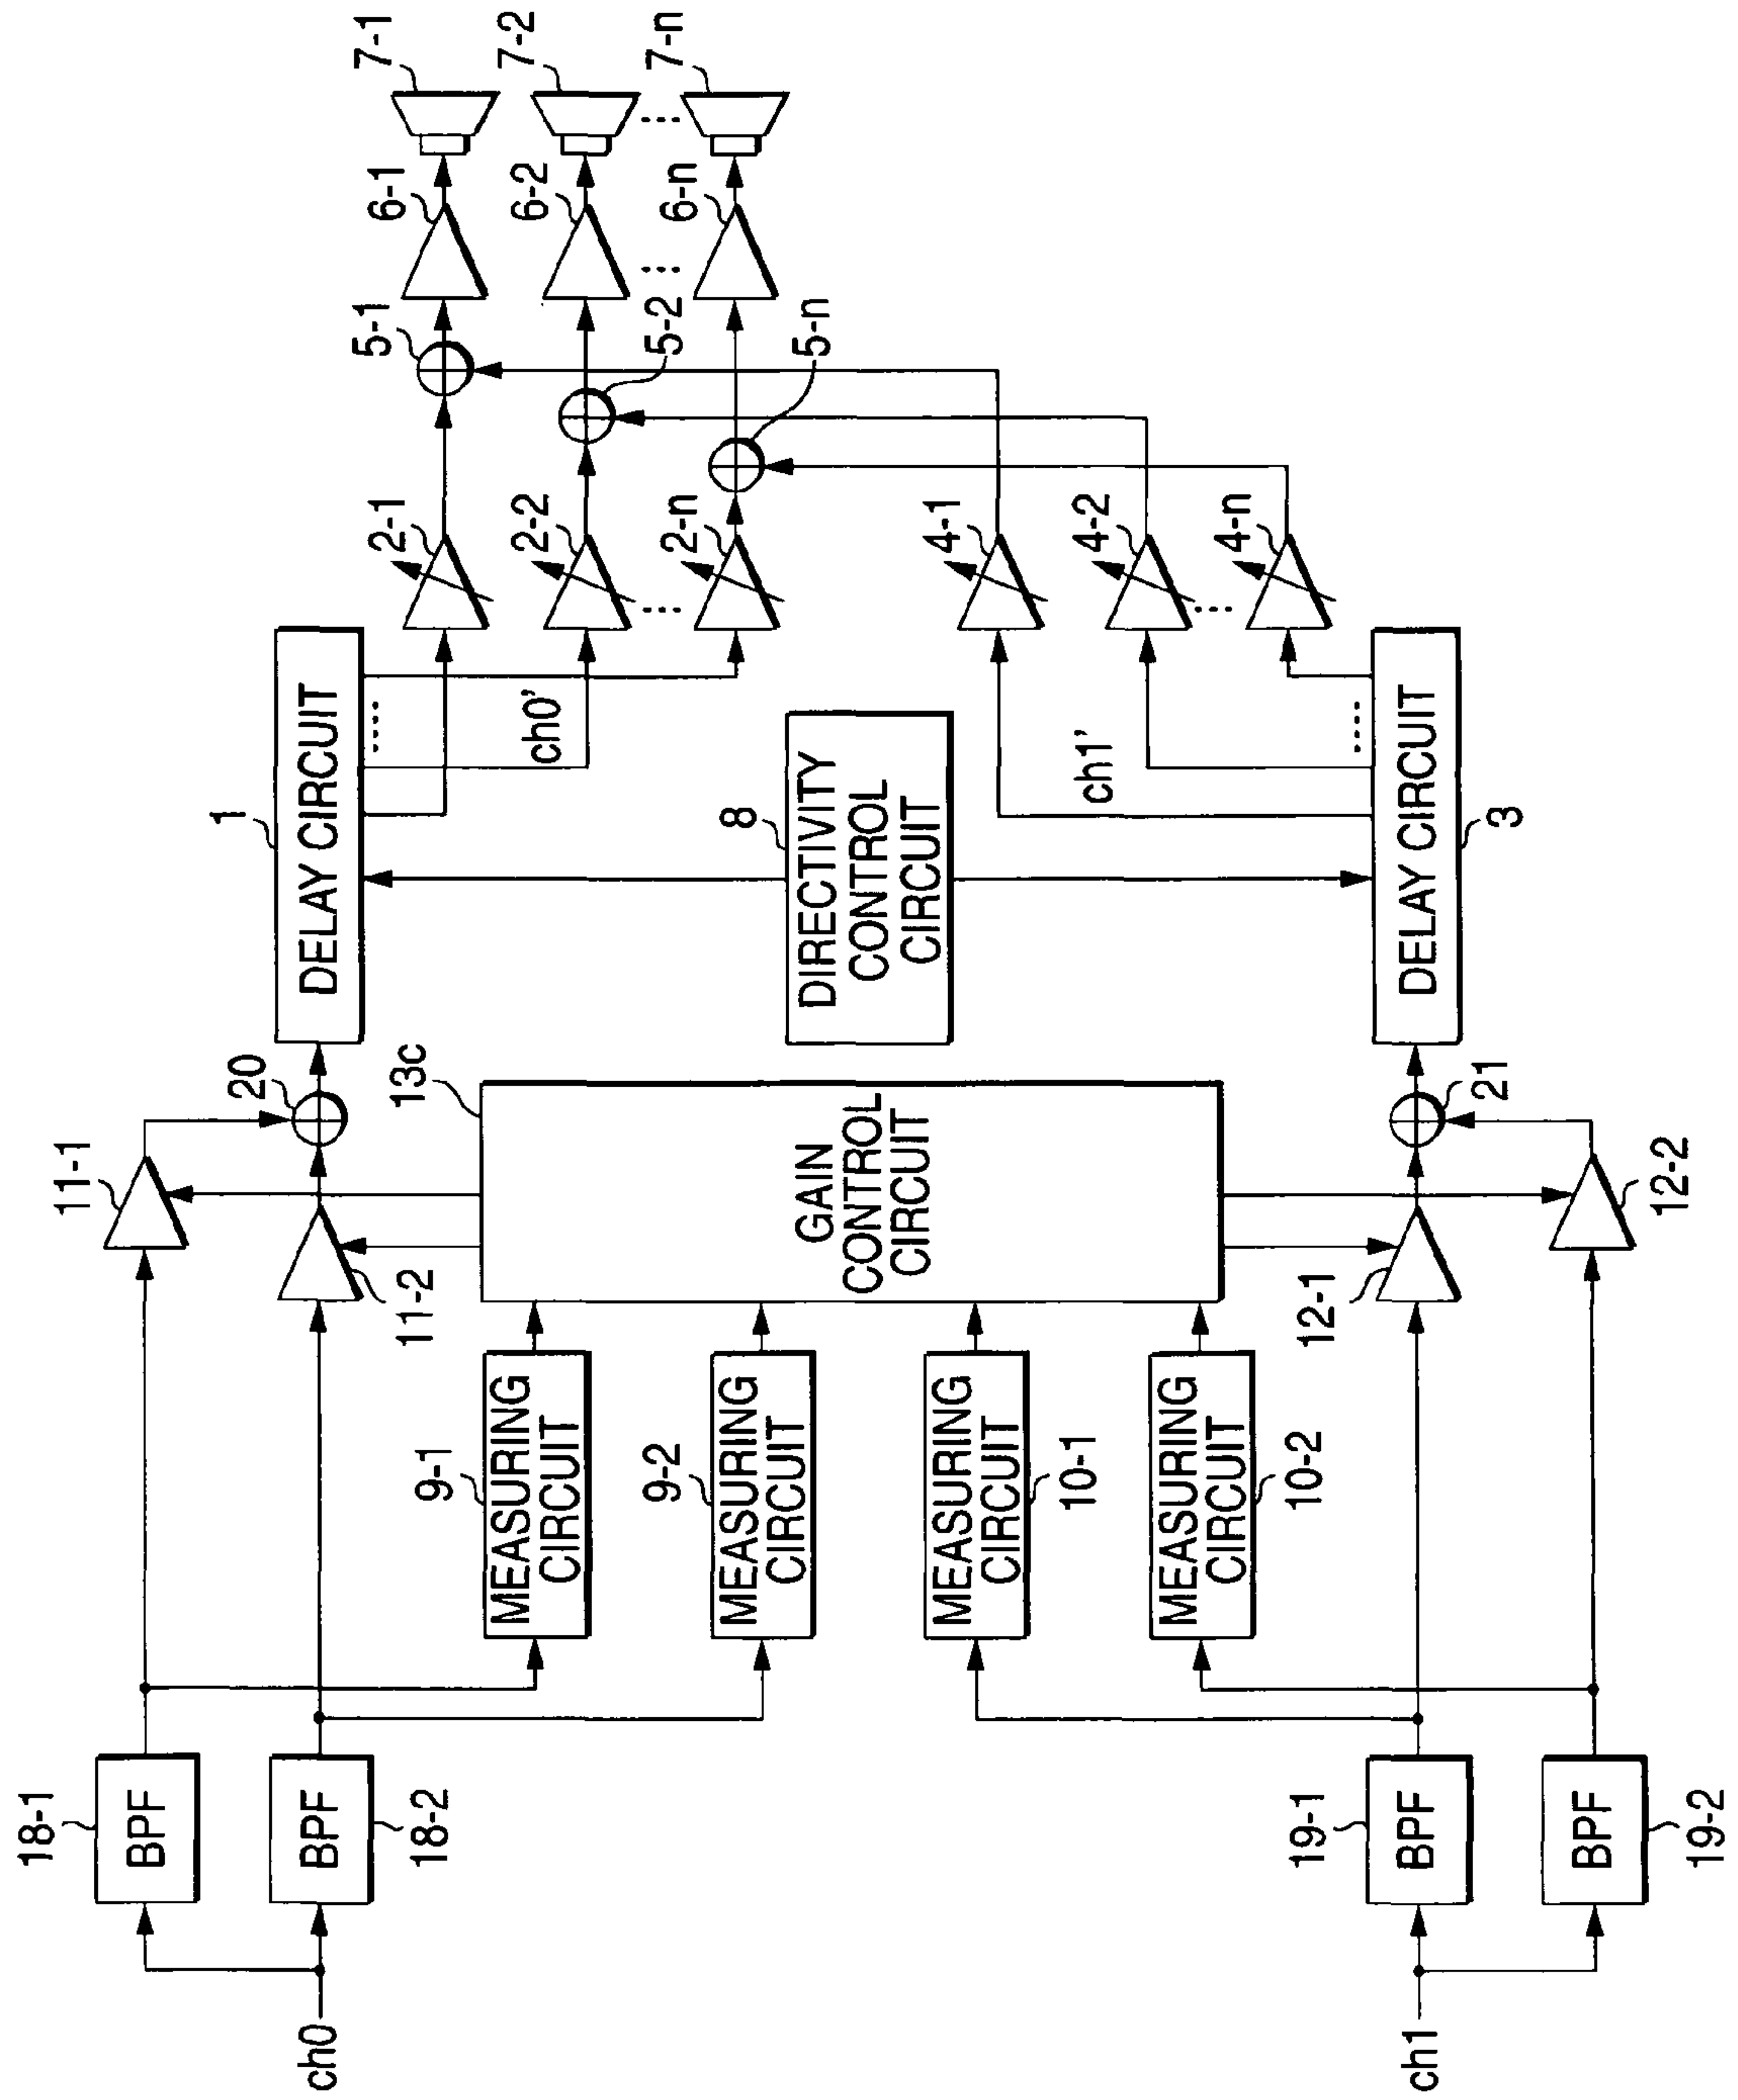 ch0
ch1
18-1
BPF
BPF
18-2
19-1
BPF
BPF
19-2
9-1
MEASURING
CIRCUIT
9-2
MEASURING
CIRCUIT
MEASURING
CIRCUIT
10-1
MEASURING
CIRCUIT
10-2
11-1
11-2
12-1
12-2
13c
GAIN
CONTROL
CIRCUIT
20
21
1
DELAY CIRCUIT
8
DIRECTIVITY
CONTROL
CIRCUIT
DELAY CIRCUIT
3
ch0'
ch1'
2-1
2-2
2-n
4-1
4-2
4-n
5-1
5-2
5-n
6-1
6-2
6-n
7-1
7-2
7-n